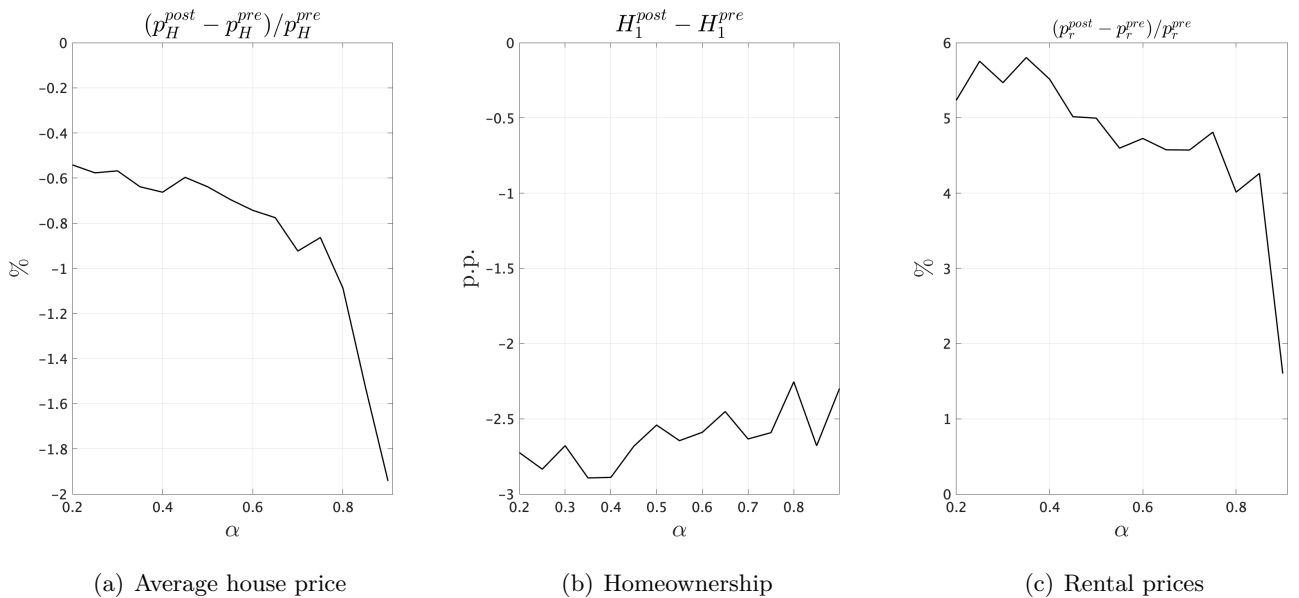 (p_H^{post} − p_H^{pre})/p_H^{pre}
0
−0.2
−0.4
−0.6
−0.8
−1
−1.2
−1.4
−1.6
−1.8
−2
%
0.2 0.4 0.6 0.8
α
(a) Average house price
H_1^{post} − H_1^{pre}
0
−0.5
−1
−1.5
−2
−2.5
−3
p.p.
0.2 0.3 0.4 0.5 0.6 0.7 0.8
α
(b) Homeownership
(p_r^{post} − p_r^{pre})/p_r^{pre}
6
5
4
3
2
1
0
%
0.2 0.4 0.6 0.8
α
(c) Rental prices